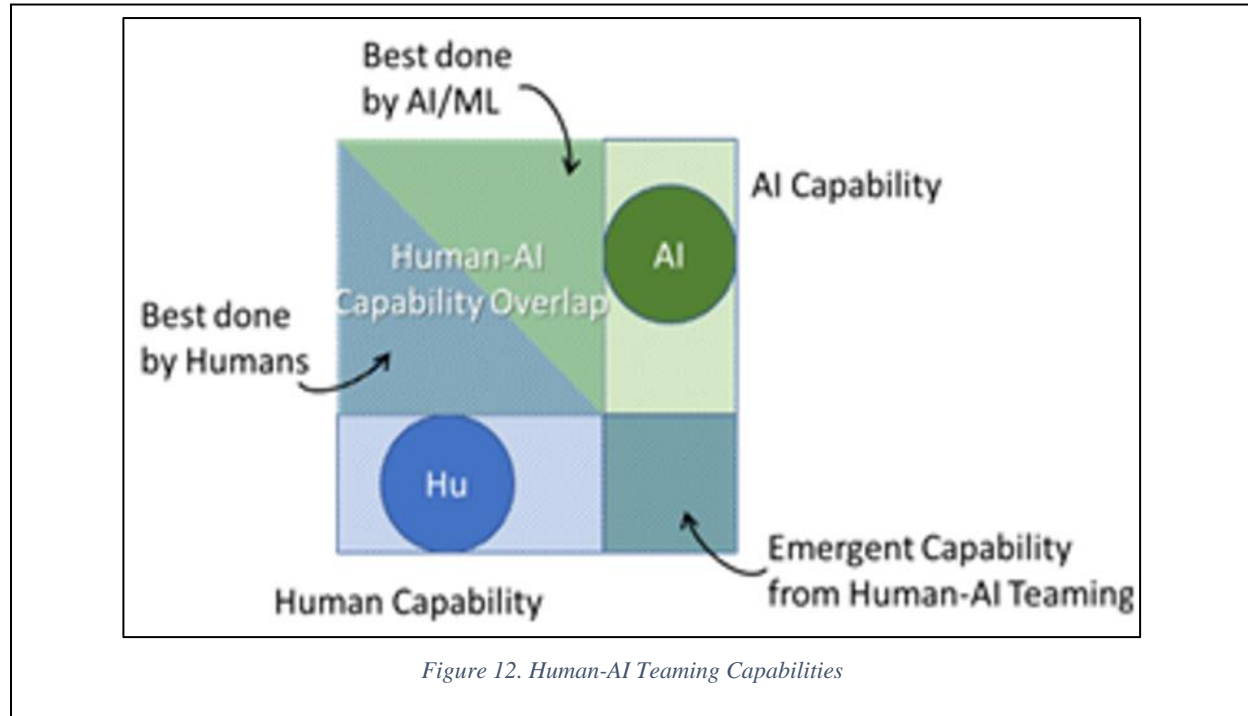 Best done
by AI/ML
AI Capability
AI
Human-AI
Capability Overlap
Best done
by Humans
Hu
Emergent Capability
from Human-AI Teaming
Human Capability
Figure 12. Human-AI Teaming Capabilities